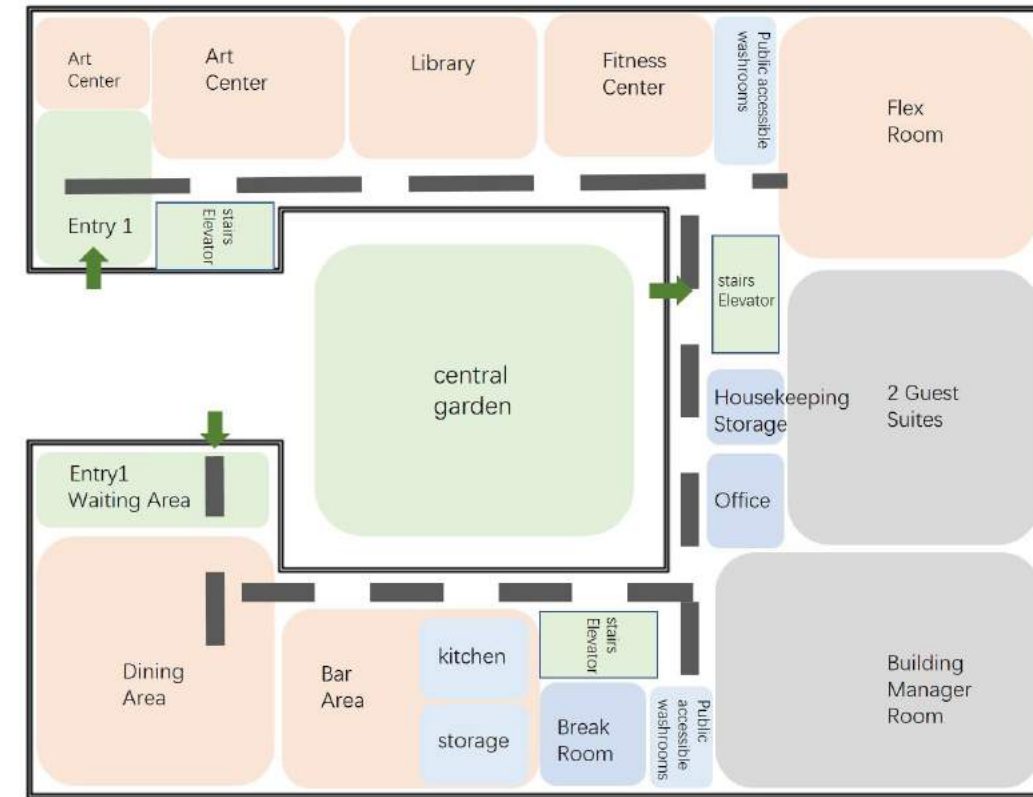 Art
Center
Art
Center
Library
Fitness
Center
Public accessible
washrooms
Flex
Room
Entry 1
stairs
Elevator
stairs
Elevator
central
garden
Housekeeping
Storage
2 Guest
Suites
Entry1
Waiting Area
Office
Dining
Area
Bar
Area
kitchen
storage
stairs
Elevator
Break
Room
Public
accessible
washrooms
Building
Manager
Room